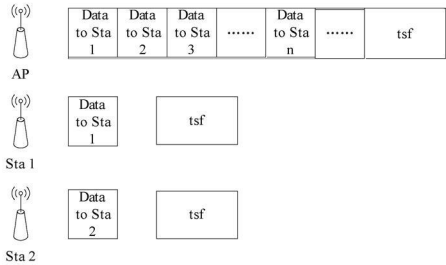 Data to Sta 1
Data to Sta 2
Data to Sta 3
……
Data to Sta n
……
tsf
AP
Data to Sta 1
tsf
Sta 1
Data to Sta 2
tsf
Sta 2